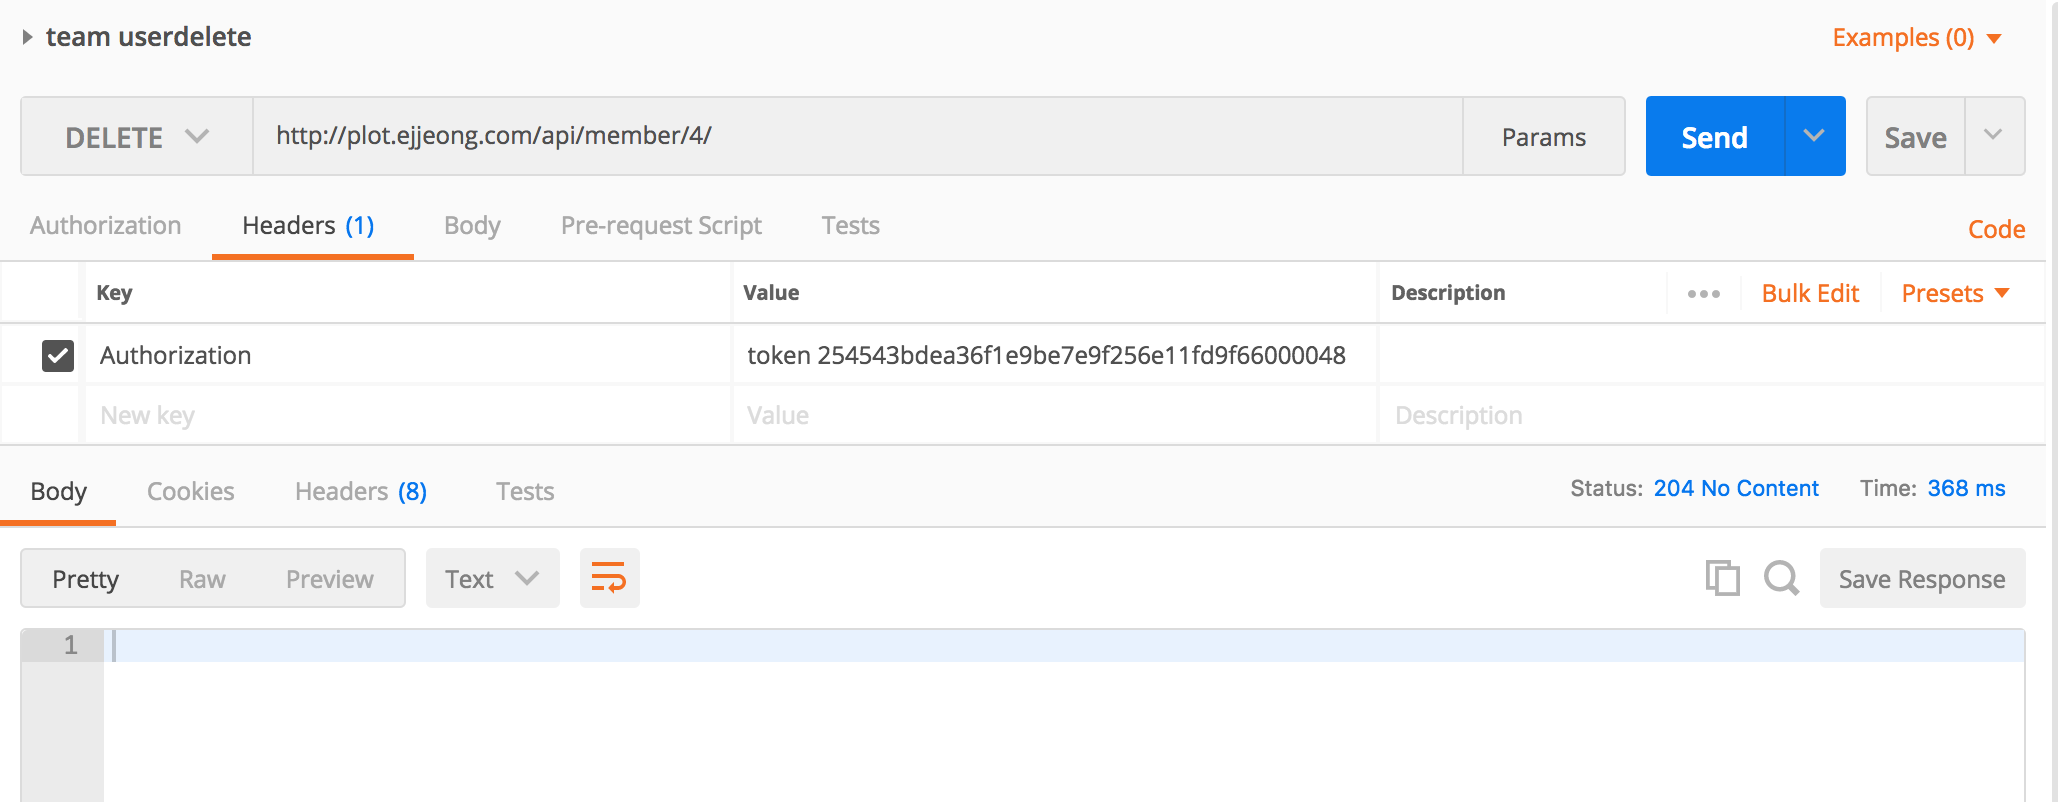 team userdelete
Examples (0)
DELETE http://plot.ejjeong.com/api/member/4/ Params Send Save
Authorization Headers (1) Body Pre-request Script Tests Code
Key Value Description Bulk Edit Presets
Authorization token 254543bdea36f1e9be7e9f256e11fd9f66000048
New key Value Description
Body Cookies Headers (8) Tests Status: 204 No Content Time: 368 ms
Pretty Raw Preview Text Save Response
1